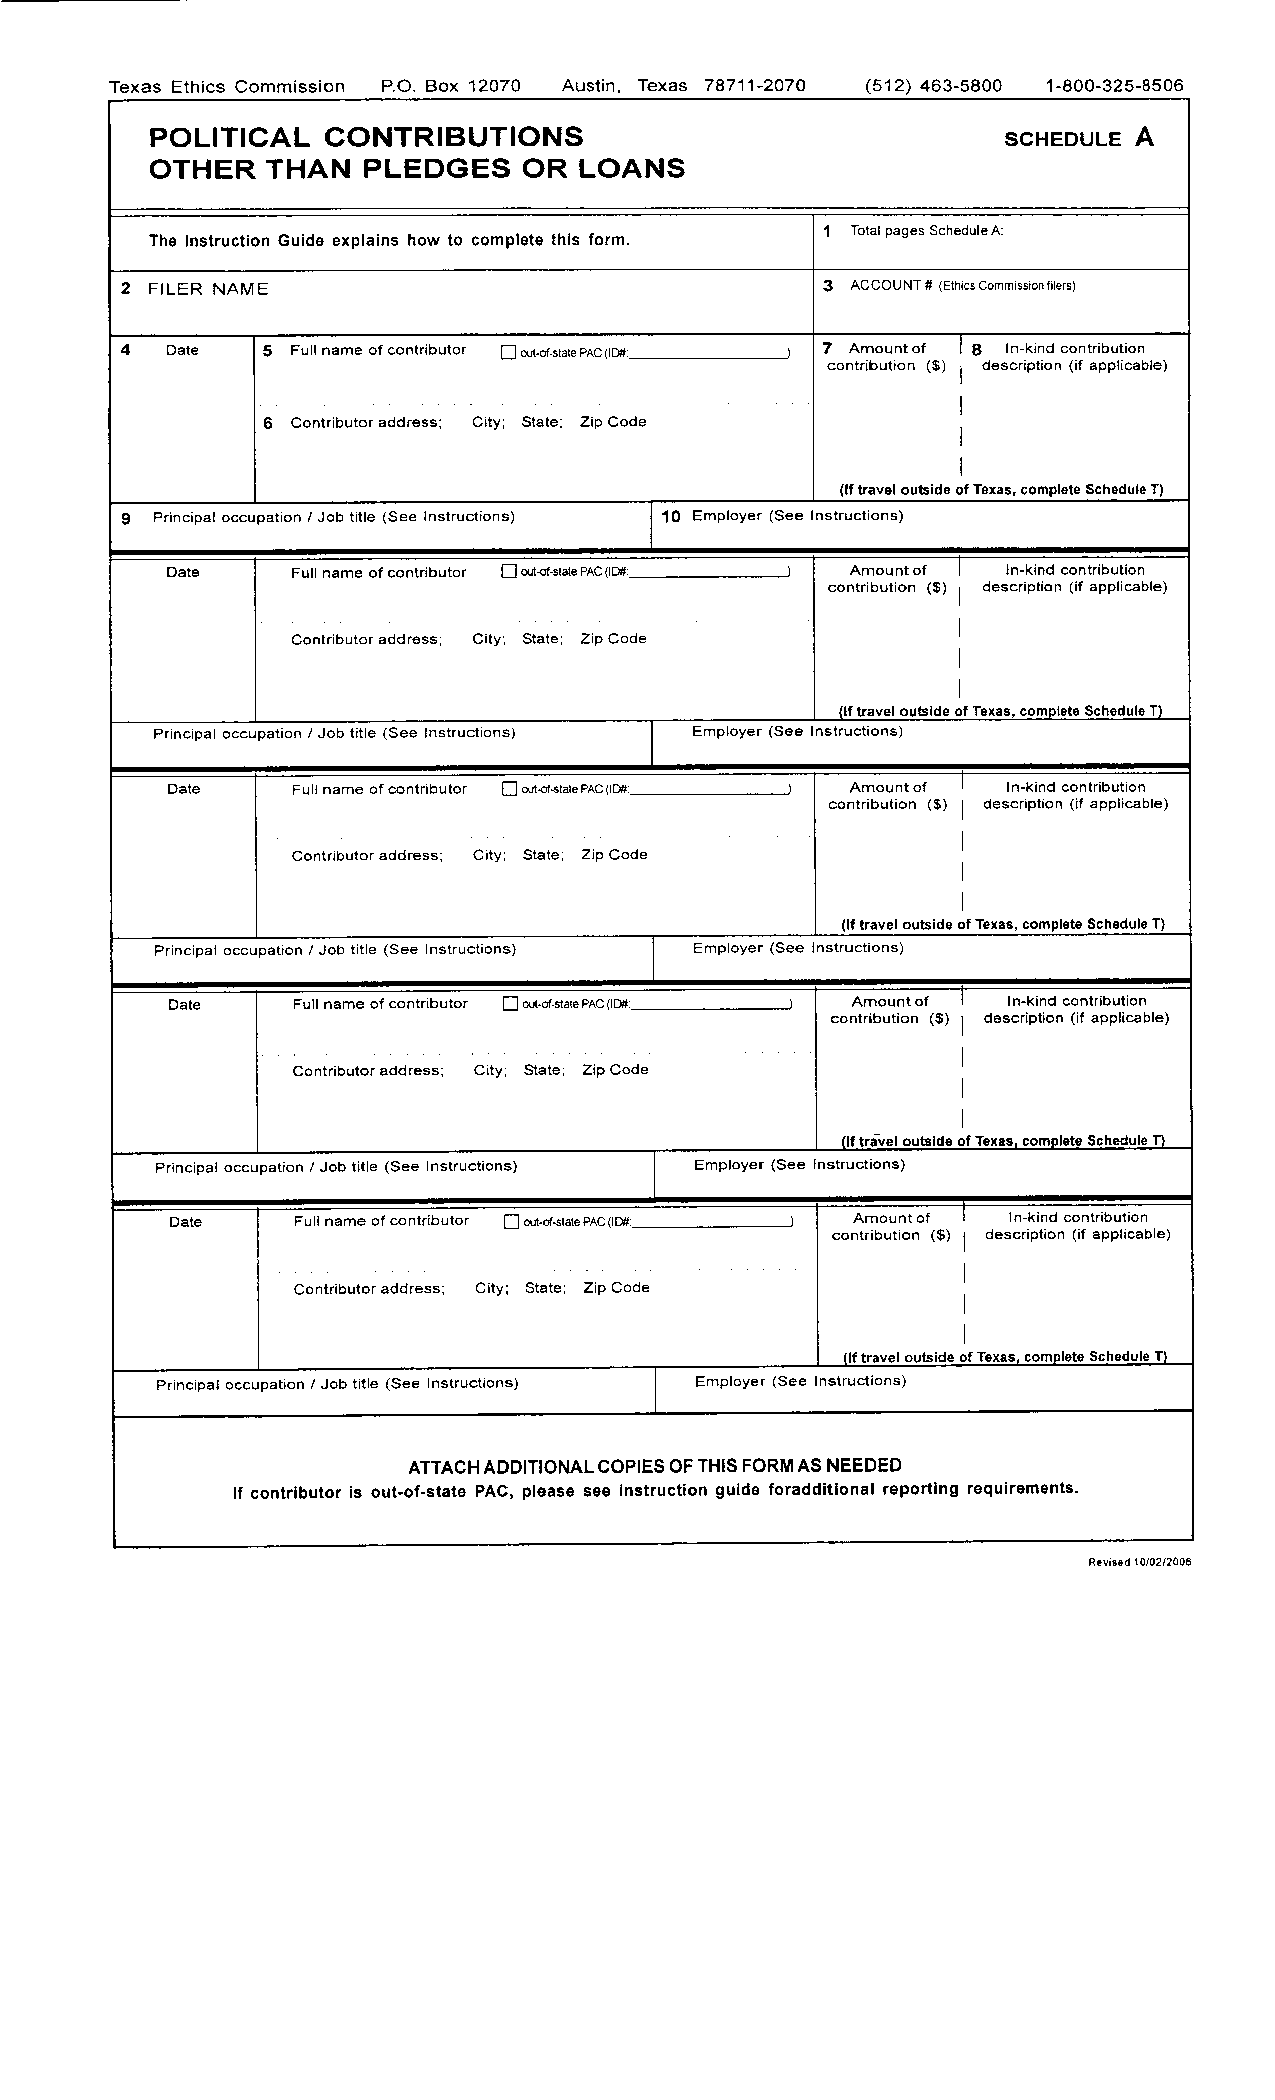 Texas Ethics Commission P.O. Box 12070 Austin, Texas 78711-2070 (512) 463-5800 1-800-325-8506
POLITICAL CONTRIBUTIONS SCHEDULE A
OTHER THAN PLEDGES OR LOANS
The Instruction Guide explains how to complete this form.
1 Total pages Schedule A:
2 FILER NAME
3 ACCOUNT # (Ethics Commission filers)
4 Date
5 Full name of contributor out-of-state PAC (ID#:____________________)
6 Contributor address; City; State; Zip Code
7 Amount of
contribution ($)
8 In-kind contribution
description (if applicable)
(If travel outside of Texas, complete Schedule T)
9 Principal occupation / Job title (See Instructions)
10 Employer (See Instructions)
Date
Full name of contributor out-of-state PAC (ID#:____________________)
Contributor address; City; State; Zip Code
Amount of
contribution ($)
In-kind contribution
description (if applicable)
(If travel outside of Texas, complete Schedule T)
Principal occupation / Job title (See Instructions)
Employer (See Instructions)
Date
Full name of contributor out-of-state PAC (ID#:____________________)
Contributor address; City; State; Zip Code
Amount of
contribution ($)
In-kind contribution
description (if applicable)
(If travel outside of Texas, complete Schedule T)
Principal occupation / Job title (See Instructions)
Employer (See Instructions)
Date
Full name of contributor out-of-state PAC (ID#:____________________)
Contributor address; City; State; Zip Code
Amount of
contribution ($)
In-kind contribution
description (if applicable)
(If travel outside of Texas, complete Schedule T)
Principal occupation / Job title (See Instructions)
Employer (See Instructions)
Date
Full name of contributor out-of-state PAC (ID#:____________________)
Contributor address; City; State; Zip Code
Amount of
contribution ($)
In-kind contribution
description (if applicable)
(If travel outside of Texas, complete Schedule T)
Principal occupation / Job title (See Instructions)
Employer (See Instructions)
ATTACH ADDITIONAL COPIES OF THIS FORM AS NEEDED
If contributor is out-of-state PAC, please see instruction guide foradditional reporting requirements.
Revised 10/02/2006